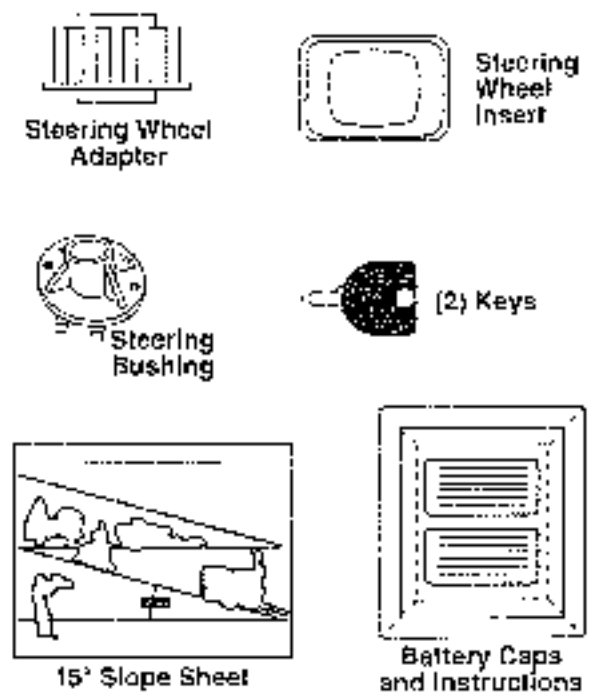 Steering Wheel
Adapter
Steering
Wheel
Insert
Steering
Bushing
(2) Keys
15° Slope Sheet
Battery Caps
and Instructions